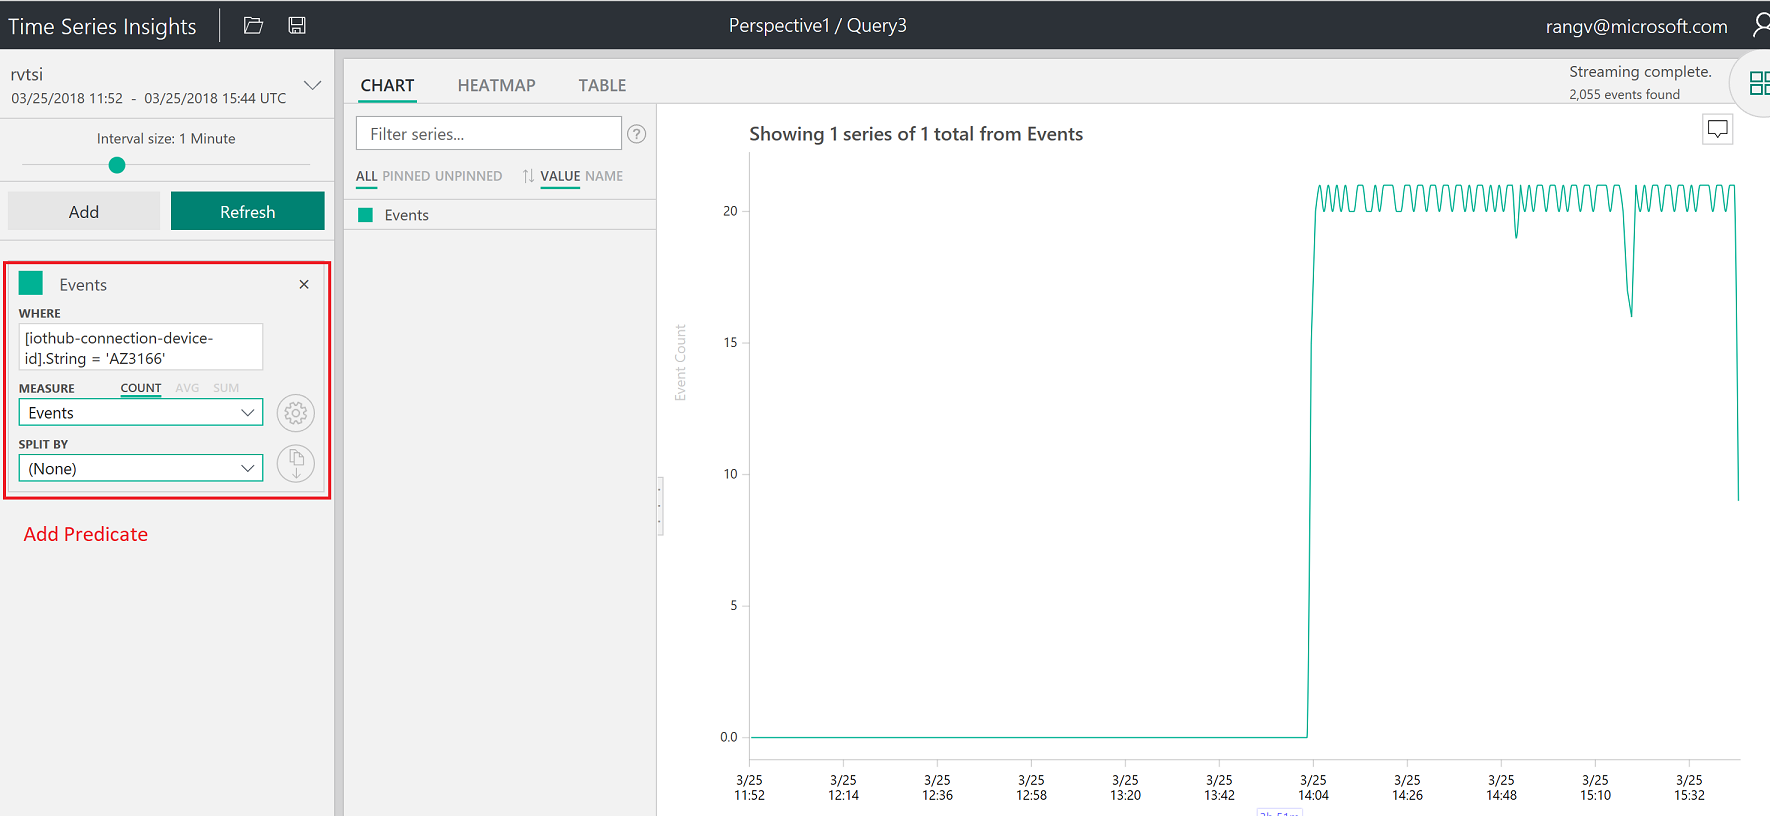 Time Series Insights
Perspective1 / Query3
rangv@microsoft.com
rvtsi
03/25/2018 11:52 - 03/25/2018 15:44 UTC
Interval size: 1 Minute
Add
Refresh
Events
WHERE
[iothub-connection-device-
id].String = 'AZ3166'
MEASURE COUNT AVG SUM
Events
SPLIT BY
(None)
Add Predicate
CHART HEATMAP TABLE
Streaming complete.
2,055 events found
Filter series...
?
ALL PINNED UNPINNED VALUE NAME
Events
Showing 1 series of 1 total from Events
Event Count
20
15
10
5
0.0
3/25 3/25 3/25 3/25 3/25 3/25 3/25 3/25 3/25 3/25 3/25
11:52 12:14 12:36 12:58 13:20 13:42 14:04 14:26 14:48 15:10 15:32